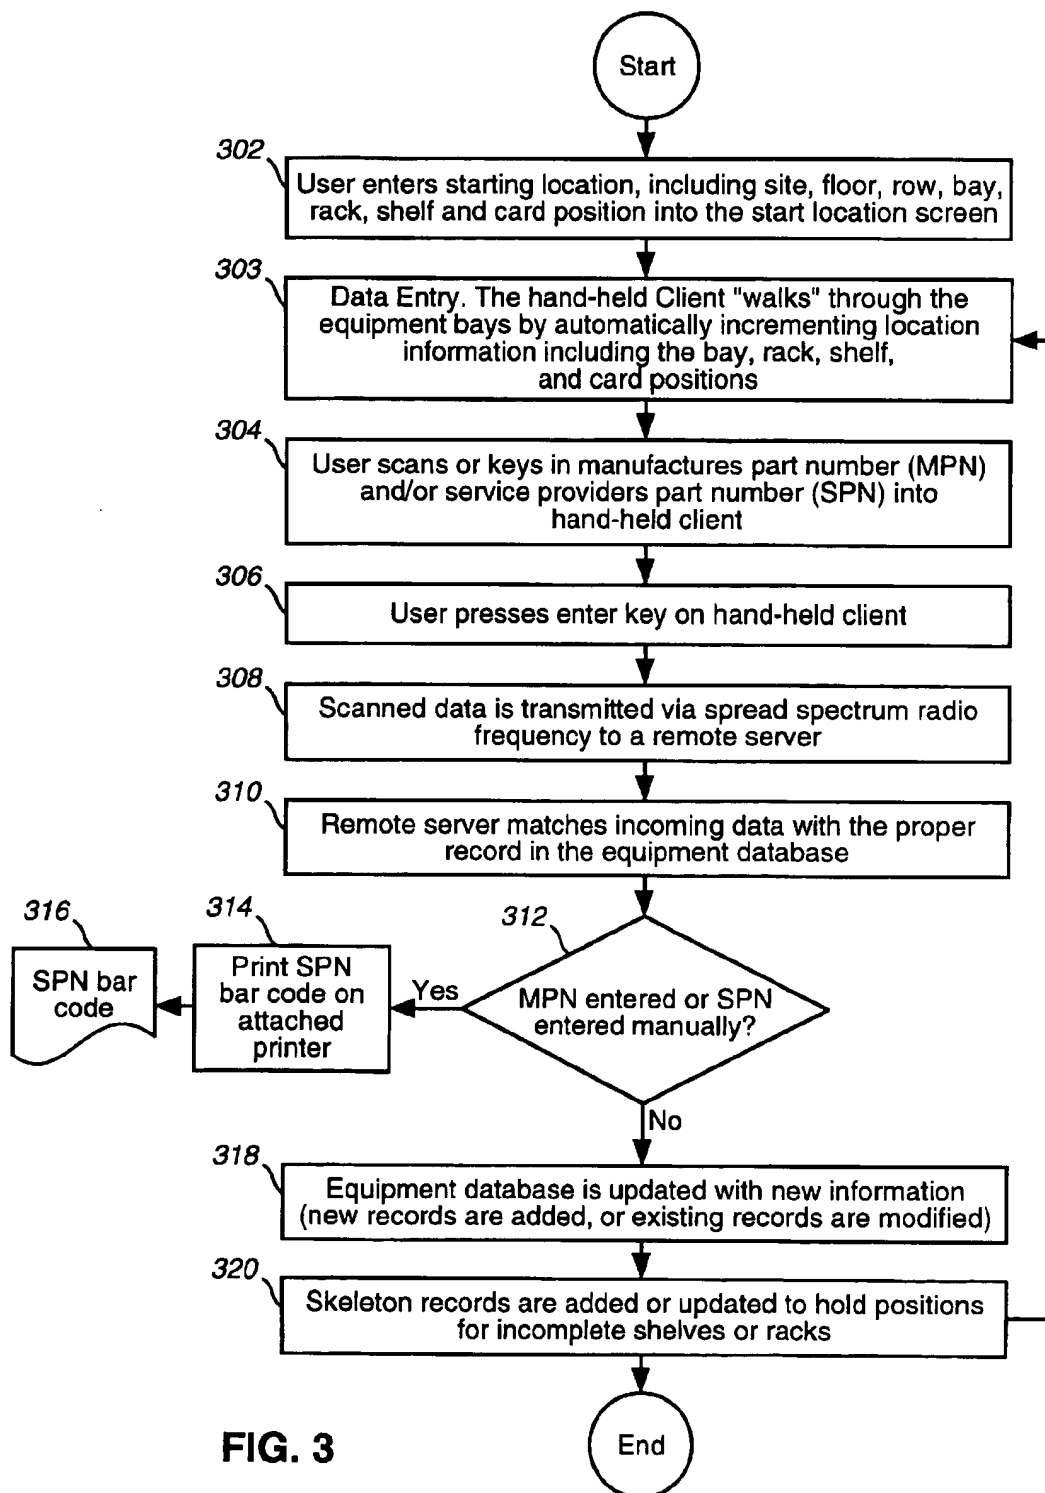 Start
302
User enters starting location, including site, floor, row, bay,
rack, shelf and card position into the start location screen
303
Data Entry. The hand-held Client "walks" through the
equipment bays by automatically incrementing location
information including the bay, rack, shelf,
and card positions
304
User scans or keys in manufactures part number (MPN)
and/or service providers part number (SPN) into
hand-held client
306
User presses enter key on hand-held client
308
Scanned data is transmitted via spread spectrum radio
frequency to a remote server
310
Remote server matches incoming data with the proper
record in the equipment database
312
MPN entered or SPN
entered manually?
Yes
314
Print SPN
bar code on
attached
printer
316
SPN bar
code
No
318
Equipment database is updated with new information
(new records are added, or existing records are modified)
320
Skeleton records are added or updated to hold positions
for incomplete shelves or racks
End
FIG. 3